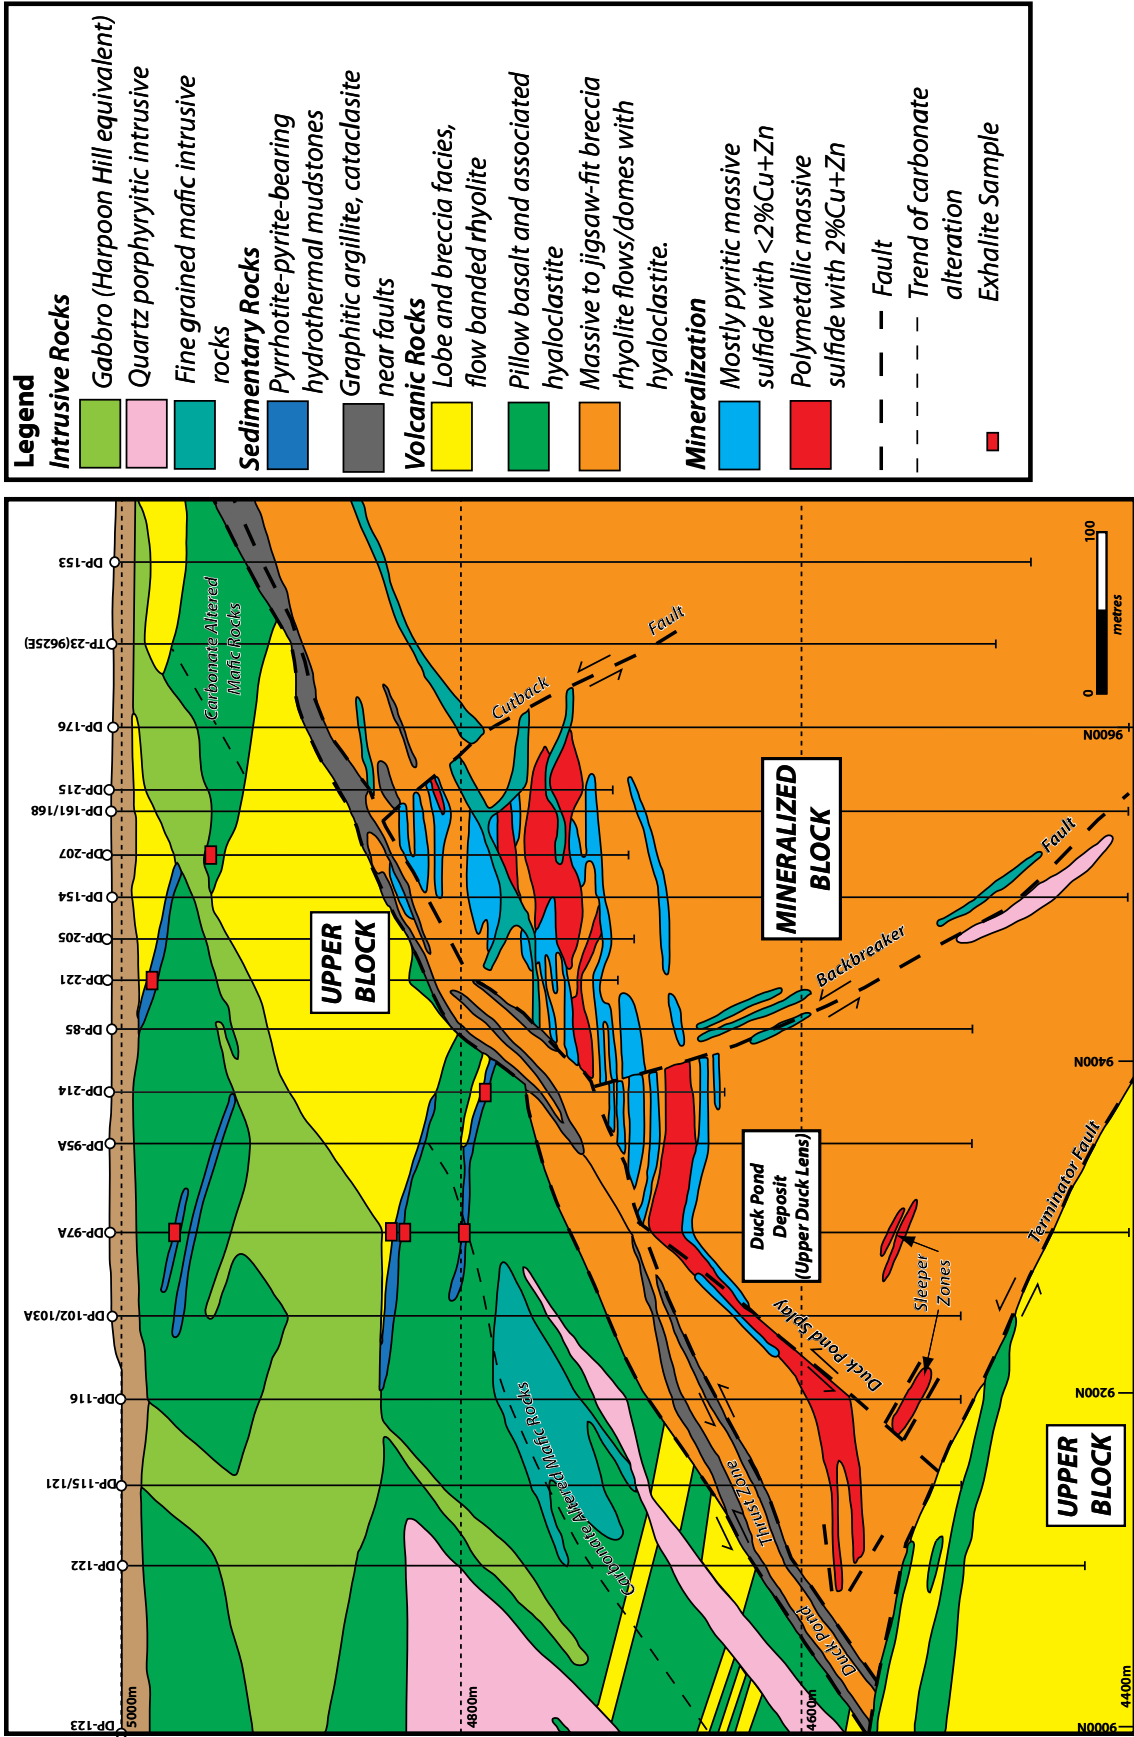 Legend
Intrusive Rocks
Gabbro (Harpoon Hill equivalent)
Quartz porphyryitic intrusive
Fine grained mafic intrusive
rocks
Sedimentary Rocks
Pyrrhotite-pyrite-bearing
hydrothermal mudstones
Graphitic argillite, cataclasite
near faults
Volcanic Rocks
Lobe and breccia facies,
flow banded rhyolite
Pillow basalt and associated
hyaloclastite
Massive to jigsaw-fit breccia
rhyolite flows/domes with
hyaloclastite.
Mineralization
Mostly pyritic massive
sulfide with <2%Cu+Zn
Polymetallic massive
sulfide with 2%Cu+Zn
Fault
Trend of carbonate
alteration
Exhalite Sample
DP-123
DP-122
DP-115/121
DP-116
DP-102/103A
DP-97A
DP-95A
DP-214
DP-85
DP-221
DP-205
DP-154
DP-207
DP-161/168
DP-215
DP-176
TP-23(9625E)
DP-153
5000m
4800m
4600m
4400m
9000N
9200N
9400N
9600N
Carbonate Altered
Mafic Rocks
Carbonate Altered Mafic Rocks
UPPER
BLOCK
MINERALIZED
BLOCK
UPPER
BLOCK
Duck Pond
Deposit
(Upper Duck Lens)
Cutback
Fault
Backbreaker
Fault
Terminator Fault
Duck Pond Splay
Sleeper
Zones
Duck Pond
Thrust Zone
0
100
metres